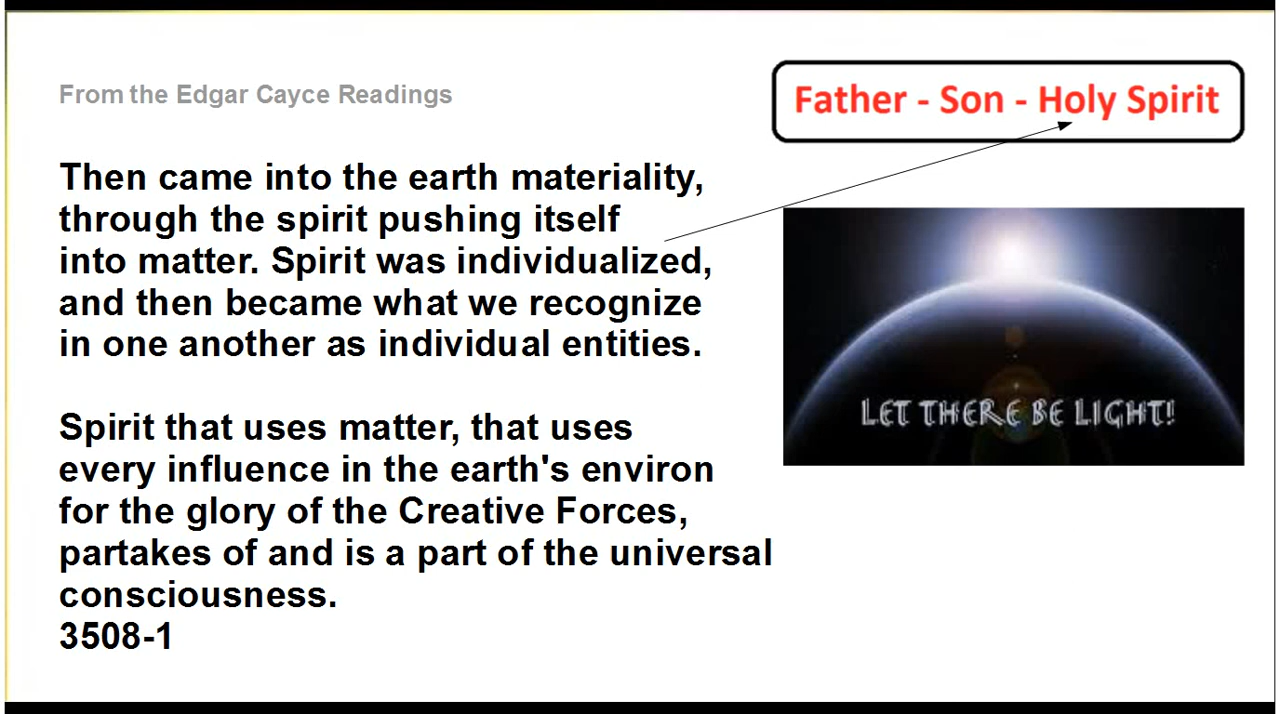 From the Edgar Cayce Readings
Father - Son - Holy Spirit
Then came into the earth materiality,
through the spirit pushing itself
into matter. Spirit was individualized,
and then became what we recognize
in one another as individual entities.
Spirit that uses matter, that uses
every influence in the earth's environ
for the glory of the Creative Forces,
partakes of and is a part of the universal
consciousness.
3508-1
LET THERE BE LIGHT!